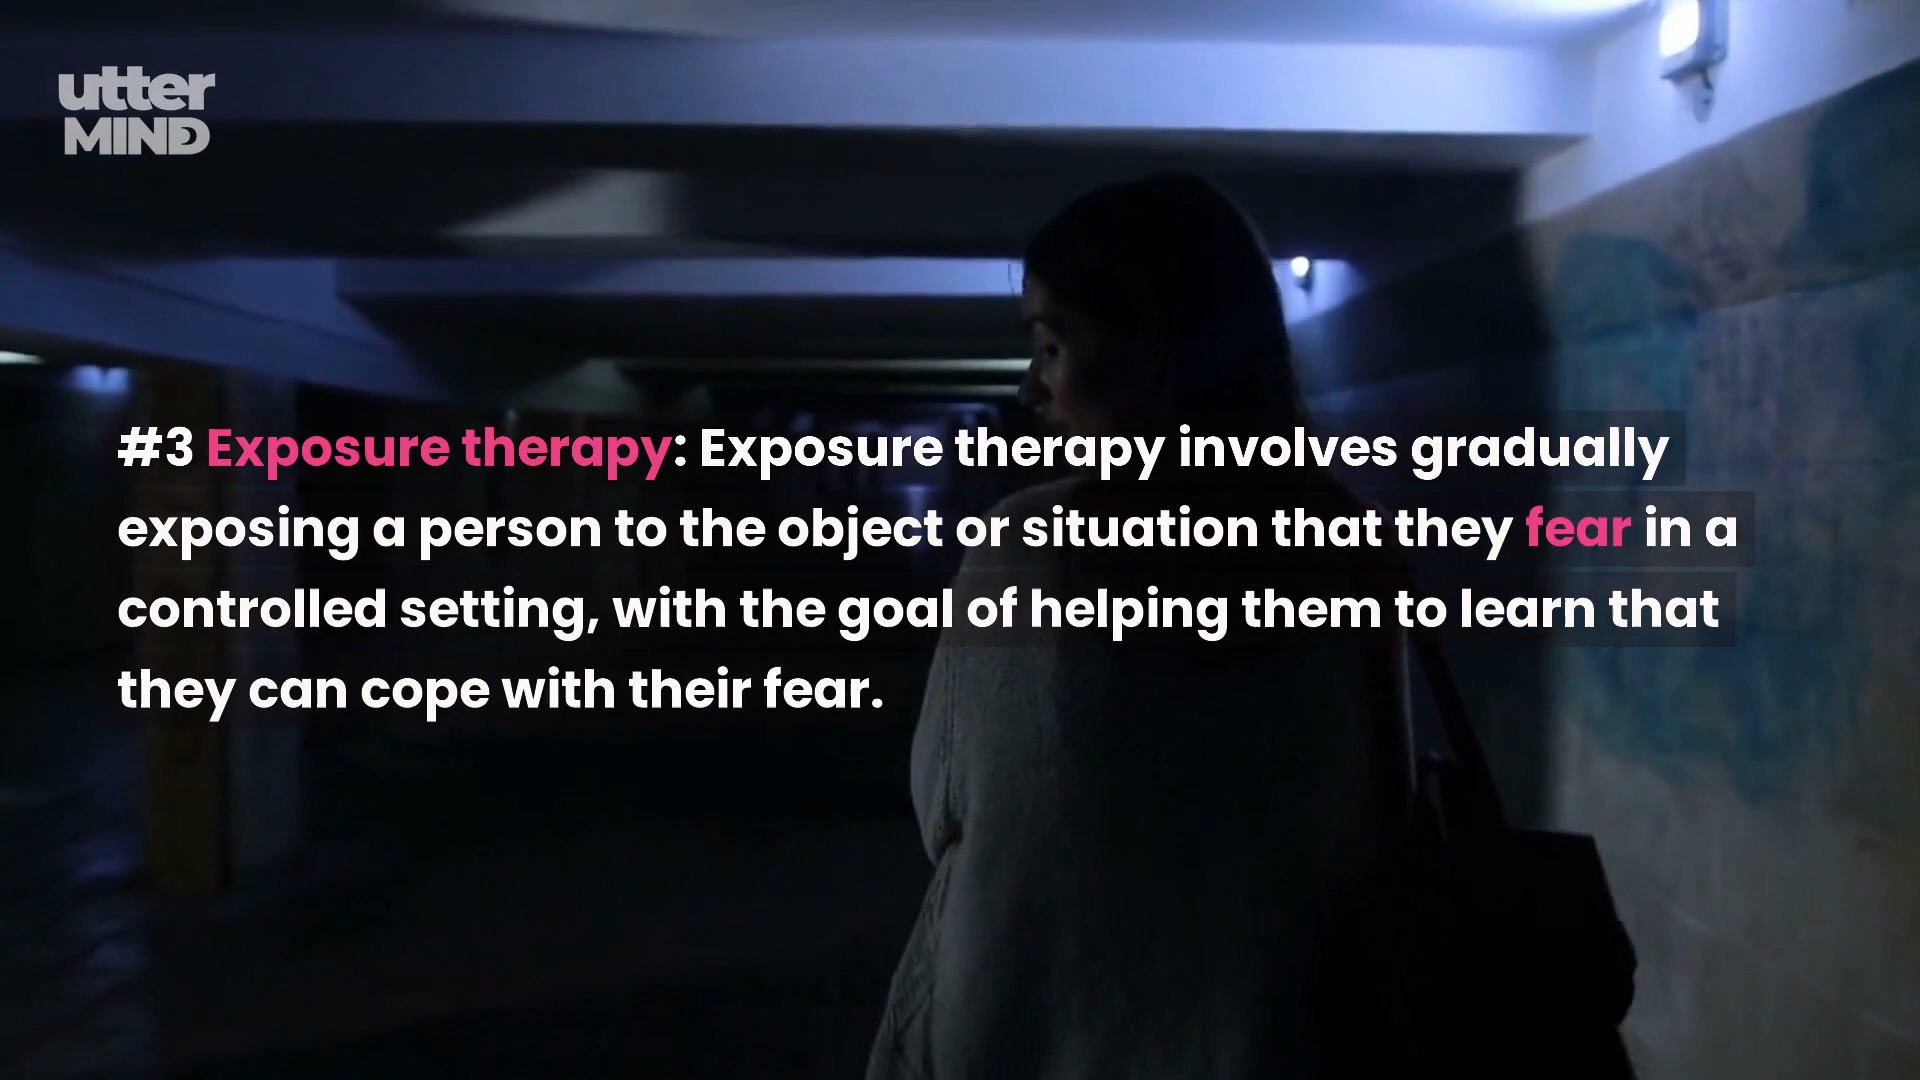 utter
MIND
#3 Exposure therapy: Exposure therapy involves gradually
exposing a person to the object or situation that they fear in a
controlled setting, with the goal of helping them to learn that
they can cope with their fear.